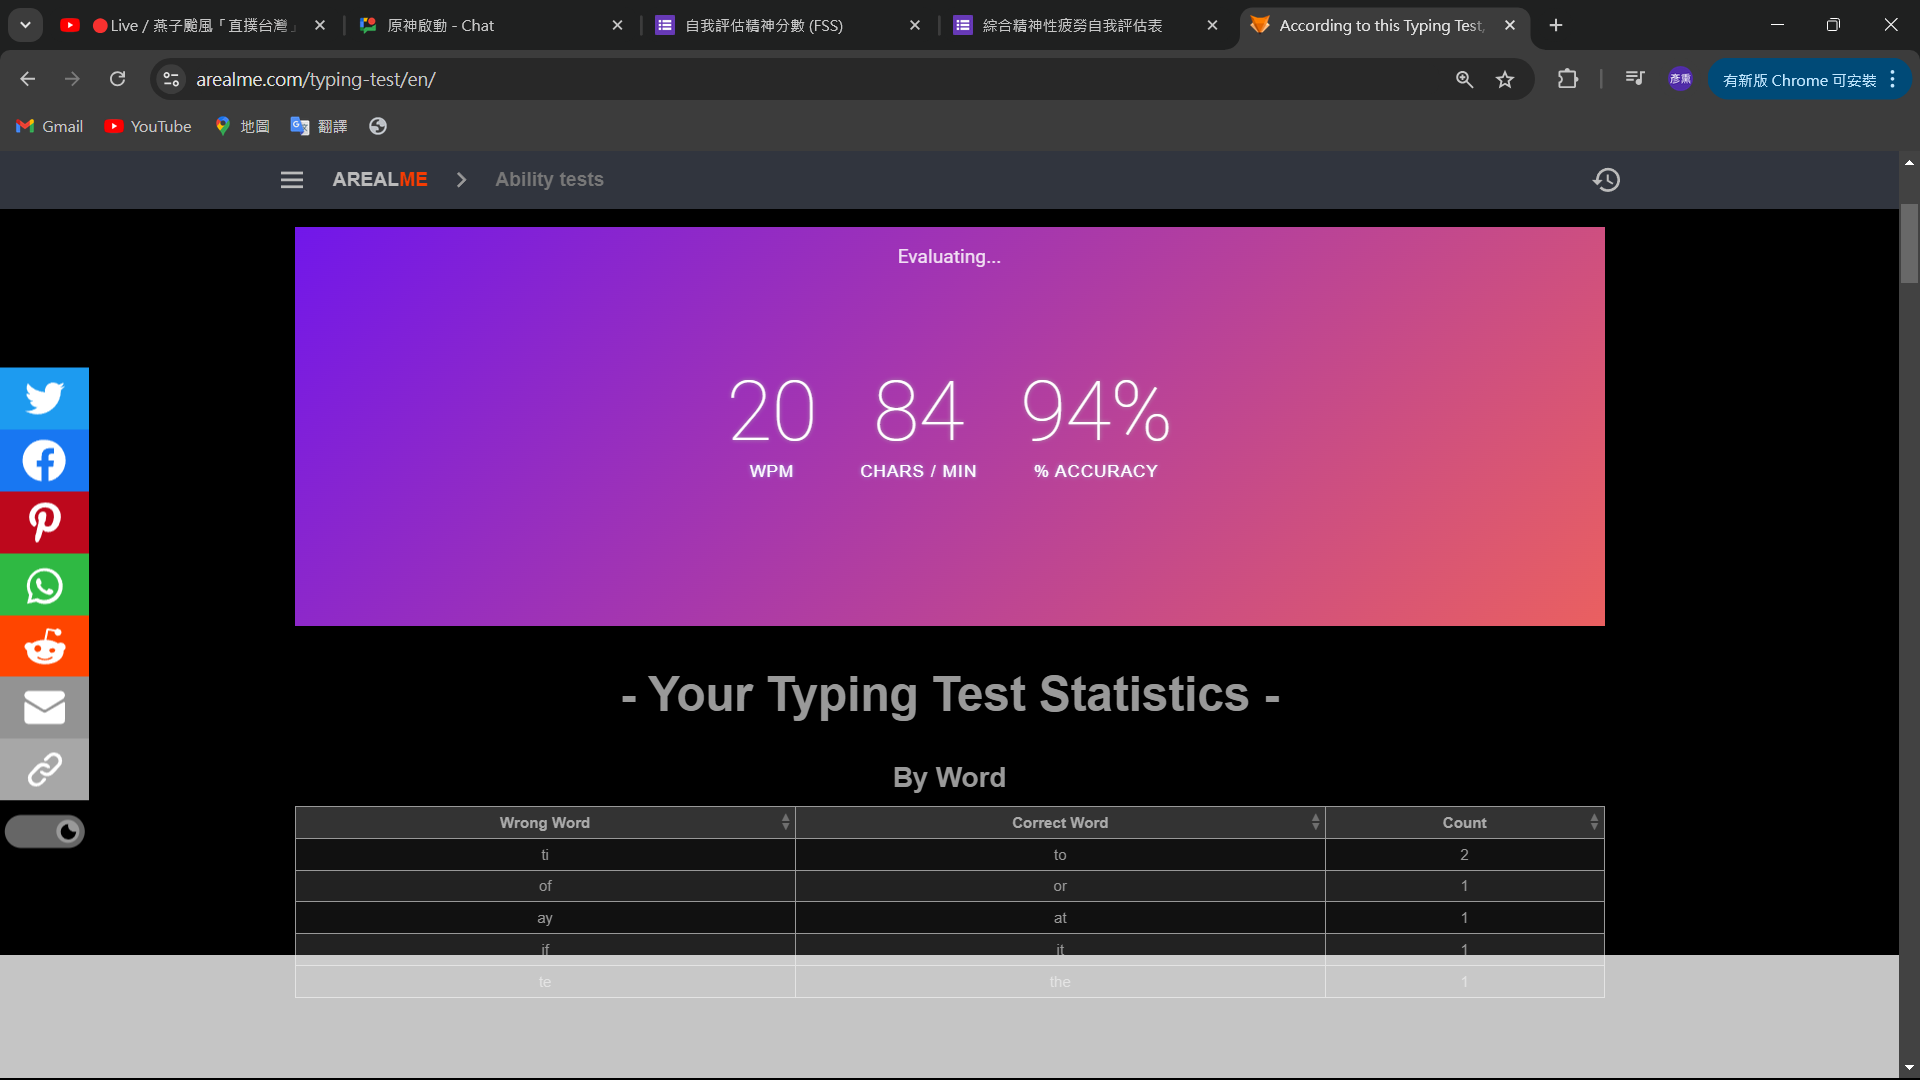 Live / 燕子颱風「直撲台灣」
原神啟動 - Chat
自我評估精神分數 (FSS)
綜合精神性疲勞自我評估表
According to this Typing Test,
arealme.com/typing-test/en/
彥熏
有新版 Chrome 可安裝
Gmail
YouTube
地圖
翻譯
AREALME
Ability tests
Evaluating...
20 84 94%
WPM CHARS / MIN % ACCURACY
- Your Typing Test Statistics -
By Word
Wrong Word Correct Word Count
ti to 2
of or 1
ay at 1
if it 1
te the 1